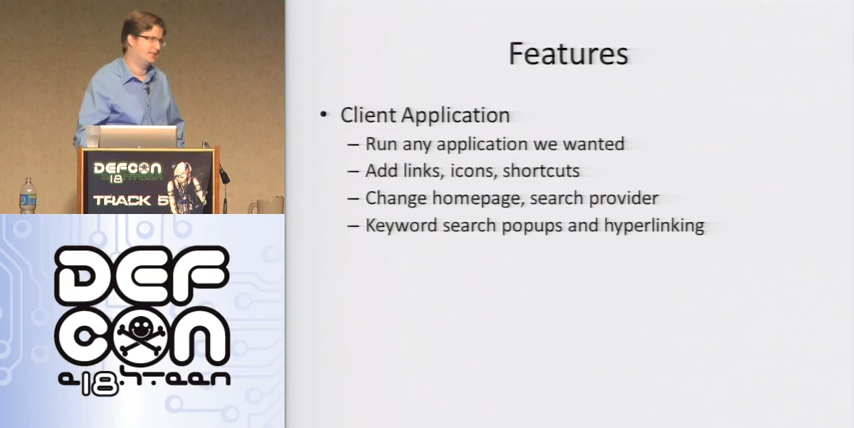 DEFCON
18
TRACK 5
DEF
CON
e18hteen
Features
• Client Application
– Run any application we wanted
– Add links, icons, shortcuts
– Change homepage, search provider
– Keyword search popups and hyperlinking